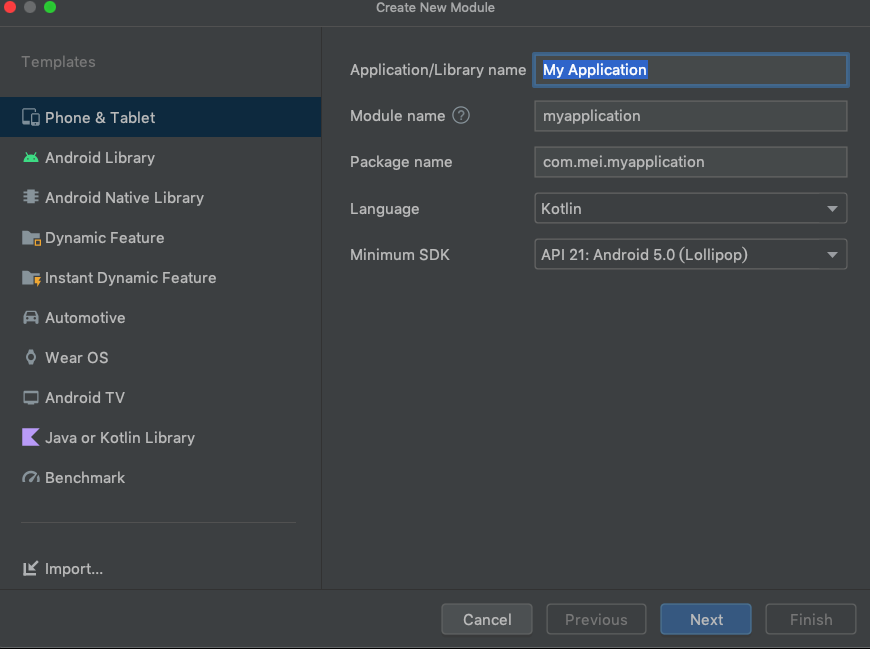 Create New Module
Templates
Phone & Tablet
Android Library
Android Native Library
Dynamic Feature
Instant Dynamic Feature
Automotive
Wear OS
Android TV
Java or Kotlin Library
Benchmark
Import...
Application/Library name My Application
Module name ? myapplication
Package name com.mei.myapplication
Language Kotlin
Minimum SDK API 21: Android 5.0 (Lollipop)
Cancel Previous Next Finish